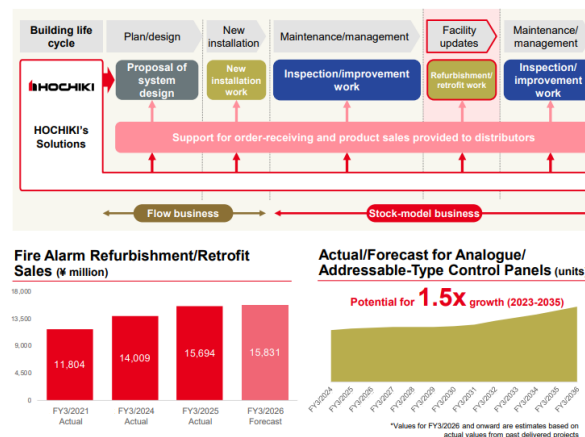 Building life
cycle
Plan/design
New
installation
Maintenance/management
Facility
updates
Maintenance/
management
HOCHIKI
HOCHIKI's
Solutions
Proposal of
system
design
New
installation
work
Inspection/improvement
work
Refurbishment/
retrofit work
Inspection/
improvement
work
Support for order-receiving and product sales provided to distributors
Flow business
Stock-model business
Fire Alarm Refurbishment/Retrofit
Sales (¥ million)
18,000
13,500
9,000
4,500
0
11,804
14,009
15,694
15,831
FY3/2021
Actual
FY3/2024
Actual
FY3/2025
Actual
FY3/2026
Forecast
Actual/Forecast for Analogue/
Addressable-Type Control Panels (units
Potential for 1.5x growth (2023-2035)
FY3/2024
FY3/2025
FY3/2026
FY3/2027
FY3/2028
FY3/2029
FY3/2030
FY3/2031
FY3/2032
FY3/2033
FY3/2034
FY3/2035
FY3/2036
*Values for FY3/2026 and onward are estimates based on
actual values from past delivered projects